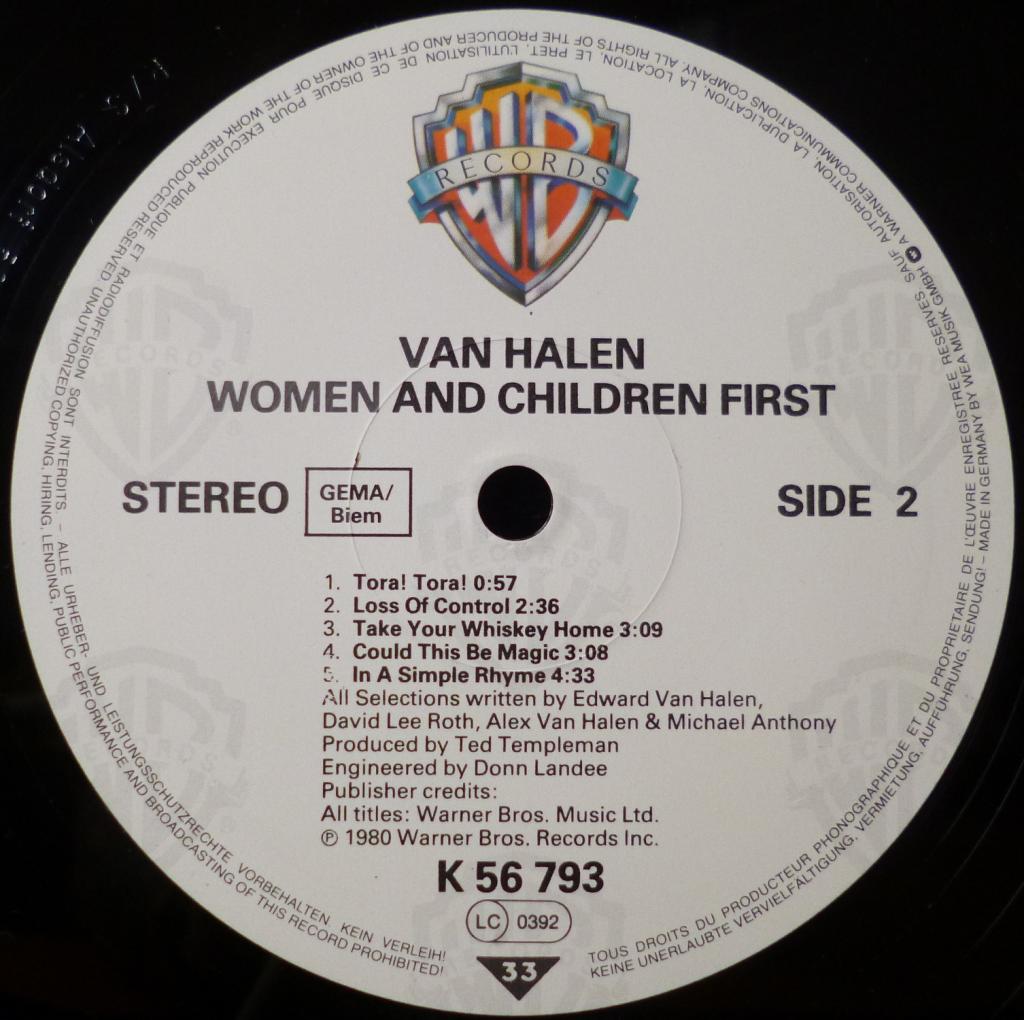 WB
RECORDS
VAN HALEN
WOMEN AND CHILDREN FIRST
STEREO
GEMA/
Biem
SIDE 2
1. Tora! Tora! 0:57
2. Loss Of Control 2:36
3. Take Your Whiskey Home 3:09
4. Could This Be Magic 3:08
5. In A Simple Rhyme 4:33
All Selections written by Edward Van Halen,
David Lee Roth, Alex Van Halen & Michael Anthony
Produced by Ted Templeman
Engineered by Donn Landee
Publisher credits:
All titles: Warner Bros. Music Ltd.
℗ 1980 Warner Bros. Records Inc.
K 56 793
LC 0392
33
TOUS DROITS DU PRODUCTEUR PHONOGRAPHIQUE ET DU PROPRIETAIRE DE L'ŒUVRE ENREGISTREE RESERVES SAUF AUTORISATION, LA DUPLICATION, LA LOCATION, LE PRET, L'UTILISATION DE CE DISQUE POUR EXECUTION PUBLIQUE ET RADIODIFFUSION SONT INTERDITS – ALLE URHEBER- UND LEISTUNGSSCHUTZRECHTE VORBEHALTEN KEIN VERLEIH!
KEINE UNERLAUBTE VERVIELFÄLTIGUNG, VERMIETUNG, AUFFÜHRUNG, SENDUNG! – MADE IN GERMANY BY WEA MUSIK GMBH A WARNER COMMUNICATIONS COMPANY. ALL RIGHTS OF THE PRODUCER AND OF THE OWNER OF THE WORK REPRODUCED RESERVED UNAUTHORIZED COPYING, HIRING, LENDING, PUBLIC PERFORMANCE AND BROADCASTING OF THIS RECORD PROHIBITED!